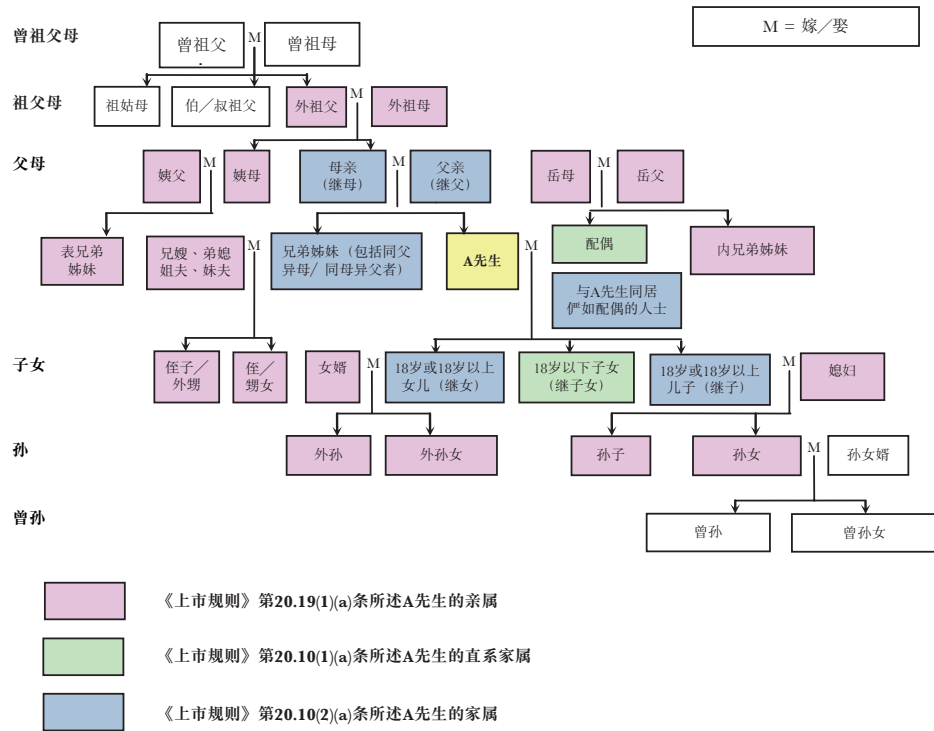 M = 嫁／娶
曾祖父母
曾祖父
M
曾祖母
祖父母
祖姑母
伯／叔祖父
外祖父
M
外祖母
父母
姨父
M
姨母
母亲
（继母）
M
父亲
（继父）
岳母
M
岳父
表兄弟
姊妹
兄嫂、弟媳
姐夫、妹夫
M
兄弟姊妹（包括同父
异母/ 同母异父者）
A先生
M
配偶
内兄弟姊妹
与A先生同居
俨如配偶的人士
子女
侄子／
外甥
侄／
甥女
女婿
M
18岁或18岁以上
女儿（继女）
18岁以下子女
（继子女）
18岁或18岁以上
儿子（继子）
M
媳妇
孙
外孙
外孙女
孙子
孙女
M
孙女婿
曾孙
曾孙
曾孙女
《上市规则》第20.19(1)(a)条所述A先生的亲属
《上市规则》第20.10(1)(a)条所述A先生的直系家属
《上市规则》第20.10(2)(a)条所述A先生的家属